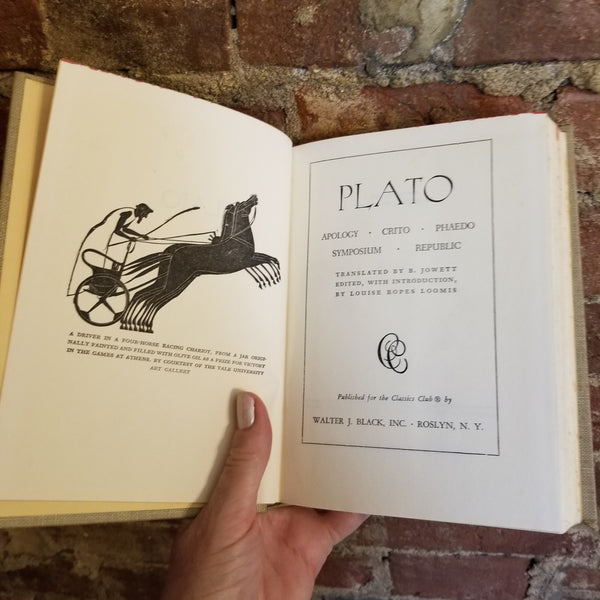 A DRIVER IN A FOUR-HORSE RACING CHARIOT, FROM A JAR ORIGI-
NALLY PAINTED AND FILLED WITH OLIVE OIL AS A PRIZE FOR VICTORY
IN THE GAMES AT ATHENS. BY COURTESY OF THE YALE UNIVERSITY
ART GALLERY
PLATO
APOLOGY · CRITO · PHAEDO
SYMPOSIUM · REPUBLIC
TRANSLATED BY B. JOWETT
EDITED, WITH INTRODUCTION,
BY LOUISE ROPES LOOMIS
CC
Published for the Classics Club ® by
WALTER J. BLACK, INC. · ROSLYN, N. Y.